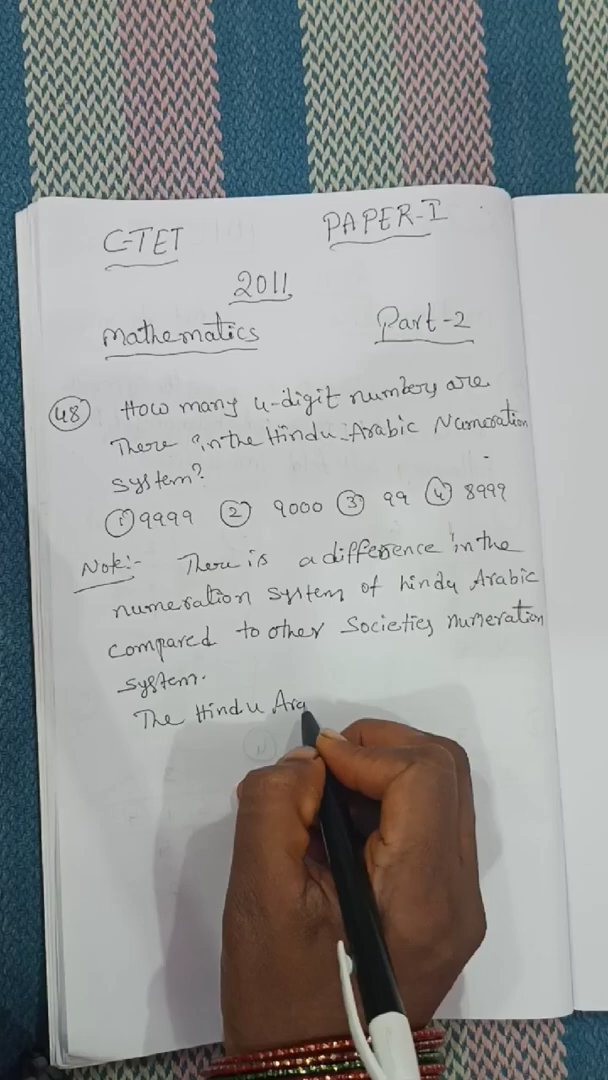 C-TET PAPER-I
2011
Mathematics Part-2
48 How many 4-digit numbers are
There in the Hindu-Arabic Numeration
system?
1 9999 2 9000 3 99 4 8999
Note:- There is a difference in the
numeration system of hindu Arabic
compared to other Societies numeration
system.
The Hindu Ara